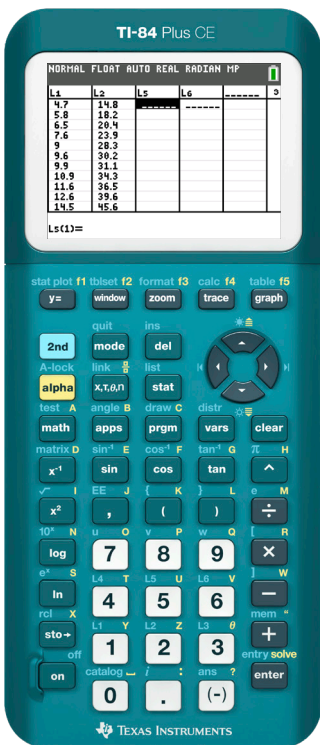 TI-84 Plus CE
NORMAL FLOAT AUTO REAL RADIAN MP
L1 L2 L5 L6 ------ 3
4.7 14.8 ------ ------
5.8 18.2
6.5 20.4
7.6 23.9
9 28.3
9.6 30.2
9.9 31.1
10.9 34.3
11.6 36.5
12.6 39.6
14.5 45.6
L5(1)=
stat plot f1 tblset f2 format f3 calc f4 table f5
y= window zoom trace graph
quit ins
2nd mode del
A-lock link list
alpha X,T,θ,n stat
test A angle B draw C distr
math apps prgm vars clear
matrix D sin⁻¹ E cos⁻¹ F tan⁻¹ G π H
x⁻¹ sin cos tan ^
√ I EE J { K } L e M
x² , ( ) ÷
10ˣ N u O v P w Q [ R
log 7 8 9 ×
eˣ S L4 T L5 U L6 V ] W
ln 4 5 6 −
rcl X L1 Y L2 Z L3 θ mem "
sto→ 1 2 3 +
off catalog i : ans ? entry solve
on 0 . (-) enter
TEXAS INSTRUMENTS